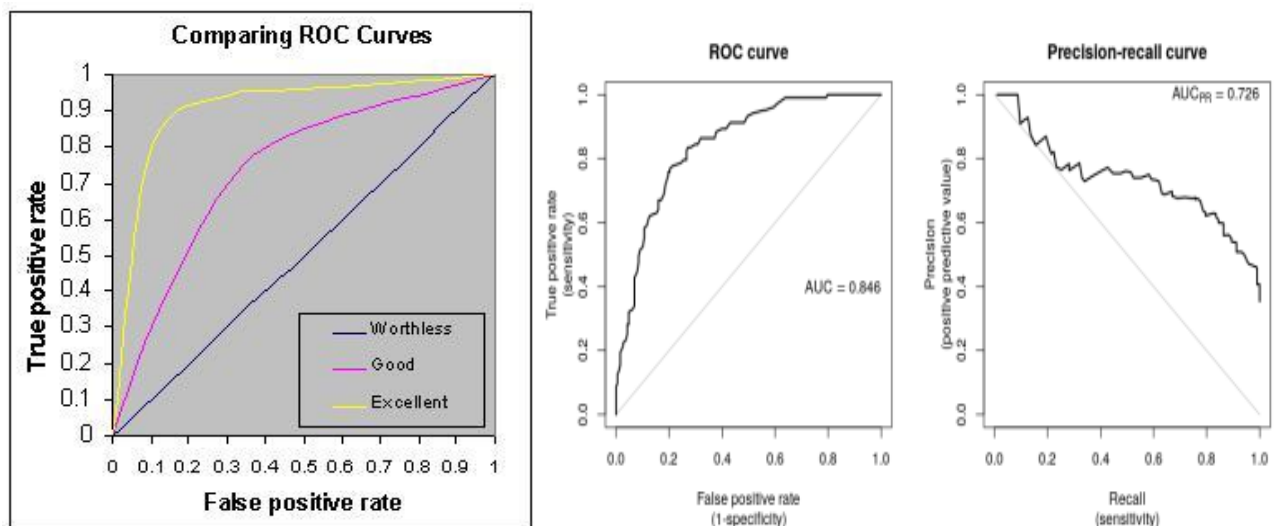 Comparing ROC Curves
True positive rate
1
0.9
0.8
0.7
0.6
0.5
0.4
0.3
0.2
0.1
0
0 0.1 0.2 0.3 0.4 0.5 0.6 0.7 0.8 0.9 1
False positive rate
Worthless
Good
Excellent
ROC curve
True positive rate
(sensitivity)
1.0
0.8
0.6
0.4
0.2
0.0
AUC = 0.846
0.0 0.2 0.4 0.6 0.8 1.0
False positive rate
(1-specificity)
Precision-recall curve
Precision
(positive predictive value)
1.0
0.8
0.6
0.4
0.2
0.0
AUCPR = 0.726
0.0 0.2 0.4 0.6 0.8 1.0
Recall
(sensitivity)